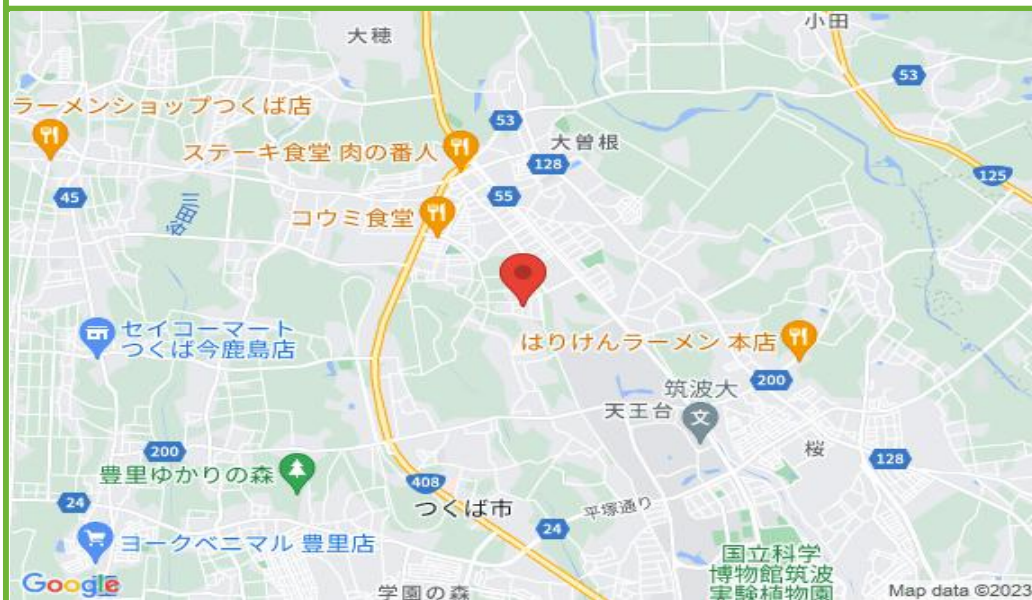 小田
大穂
53
ラーメンショップつくば店
53
大曽根
ステーキ食堂 肉の番人
128
125
45
55
三田谷
コウミ食堂
セイコーマート
つくば今鹿島店
はりけんラーメン 本店
200
筑波大
天王台
桜
200
128
豊里ゆかりの森
408
24
つくば市
平塚通り
24
ヨークベニマル 豊里店
国立科学
博物館筑波
実験植物園
Google
学園の森
Map data ©2023